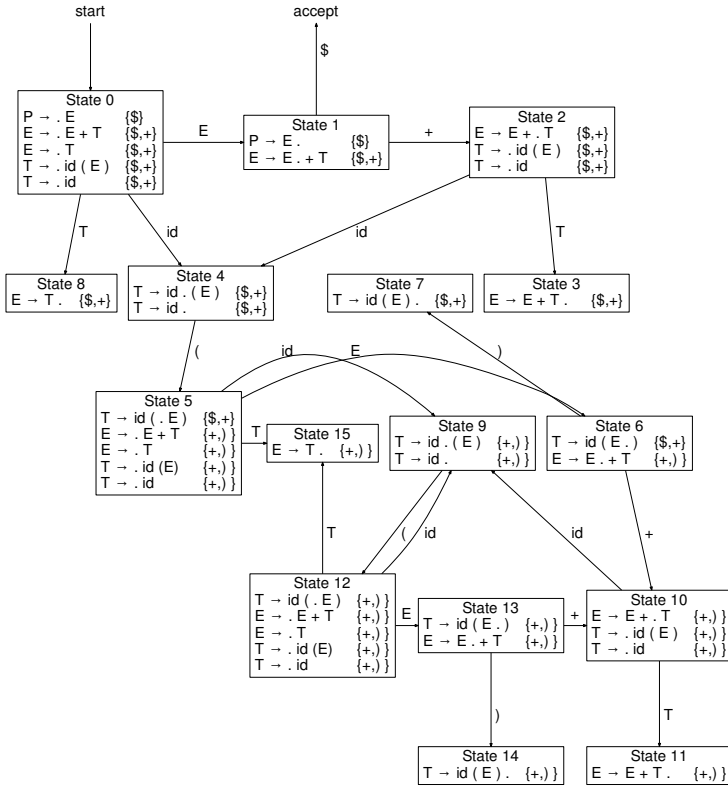 start
accept
$
State 0
P → . E {$}
E → . E + T {$,+}
E → . T {$,+}
T → . id ( E ) {$,+}
T → . id {$,+}
E
State 1
P → E . {$}
E → E . + T {$,+}
+
State 2
E → E + . T {$,+}
T → . id ( E ) {$,+}
T → . id {$,+}
T
id
id
T
State 8
E → T . {$,+}
State 4
T → id . ( E ) {$,+}
T → id . {$,+}
State 7
T → id ( E ) . {$,+}
State 3
E → E + T . {$,+}
(
id
E
)
State 5
T → id ( . E ) {$,+}
E → . E + T {+,) }
E → . T {+,) }
T → . id (E) {+,) }
T → . id {+,) }
T
State 15
E → T . {+,) }
State 9
T → id . ( E ) {+,) }
T → id . {+,) }
State 6
T → id ( E . ) {$,+}
E → E . + T {+,) }
T
(
id
id
+
State 12
T → id ( . E ) {+,) }
E → . E + T {+,) }
E → . T {+,) }
T → . id (E) {+,) }
T → . id {+,) }
E
State 13
T → id ( E . ) {+,) }
E → E . + T {+,) }
+
State 10
E → E + . T {+,) }
T → . id ( E ) {+,) }
T → . id {+,) }
)
T
State 14
T → id ( E ) . {+,) }
State 11
E → E + T . {+,) }